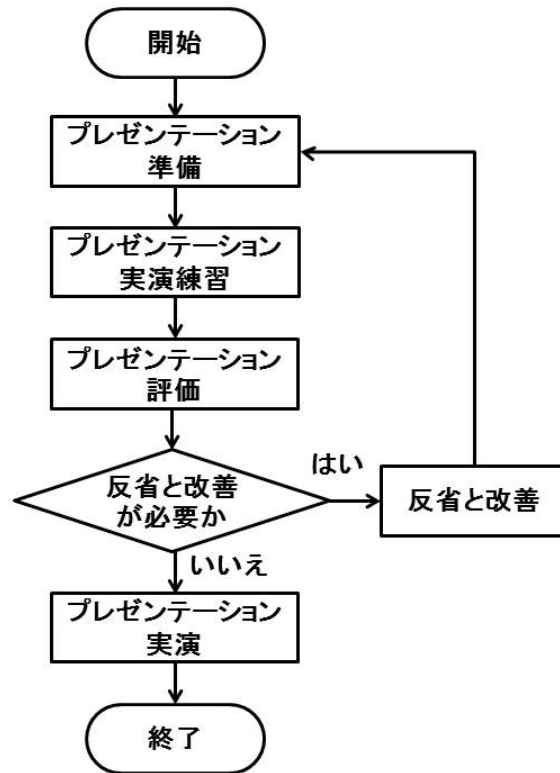 開始
プレゼンテーション
準備
プレゼンテーション
実演練習
プレゼンテーション
評価
反省と改善
が必要か
はい
反省と改善
いいえ
プレゼンテーション
実演
終了